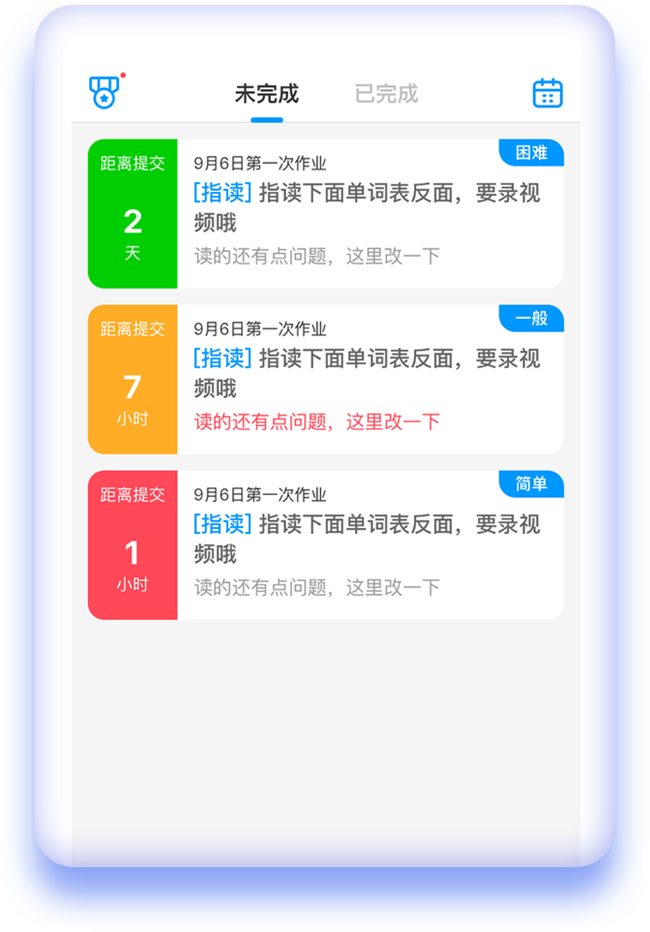 未完成
已完成
距离提交
2
天
困难
9月6日第一次作业
[指读] 指读下面单词表反面，要录视
频哦
读的还有点问题，这里改一下
距离提交
7
小时
一般
9月6日第一次作业
[指读] 指读下面单词表反面，要录视
频哦
读的还有点问题，这里改一下
距离提交
1
小时
简单
9月6日第一次作业
[指读] 指读下面单词表反面，要录视
频哦
读的还有点问题，这里改一下